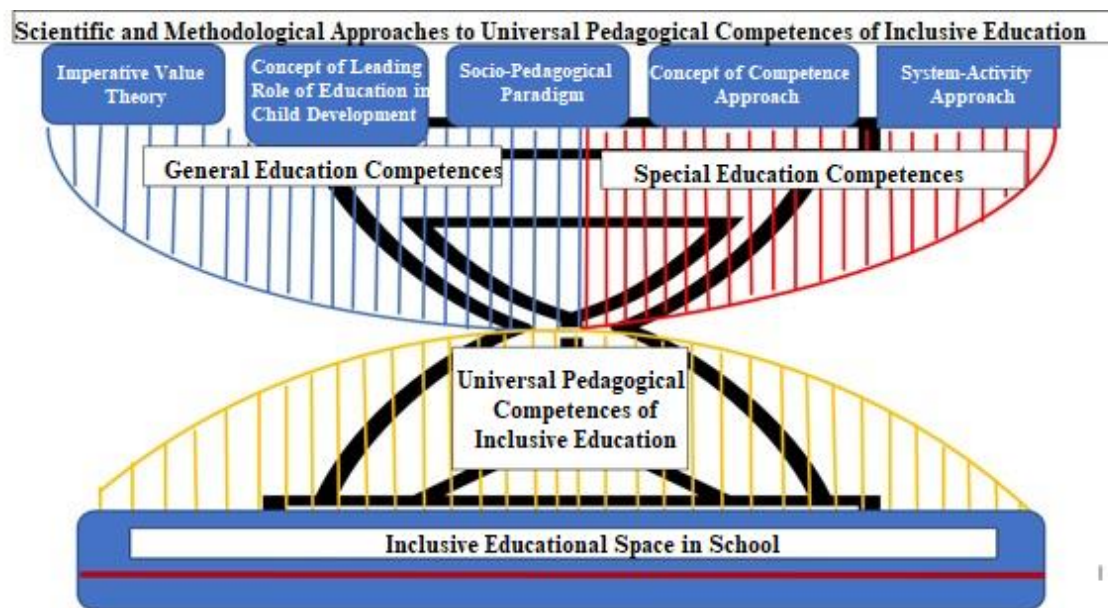 Scientific and Methodological Approaches to Universal Pedagogical Competences of Inclusive Education
Imperative Value
Theory
Concept of Leading
Role of Education in
Child Development
Socio-Pedagogical
Paradigm
Concept of Competence
Approach
System-Activity
Approach
General Education Competences
Special Education Competences
Universal Pedagogical
Competences of
Inclusive Education
Inclusive Educational Space in School